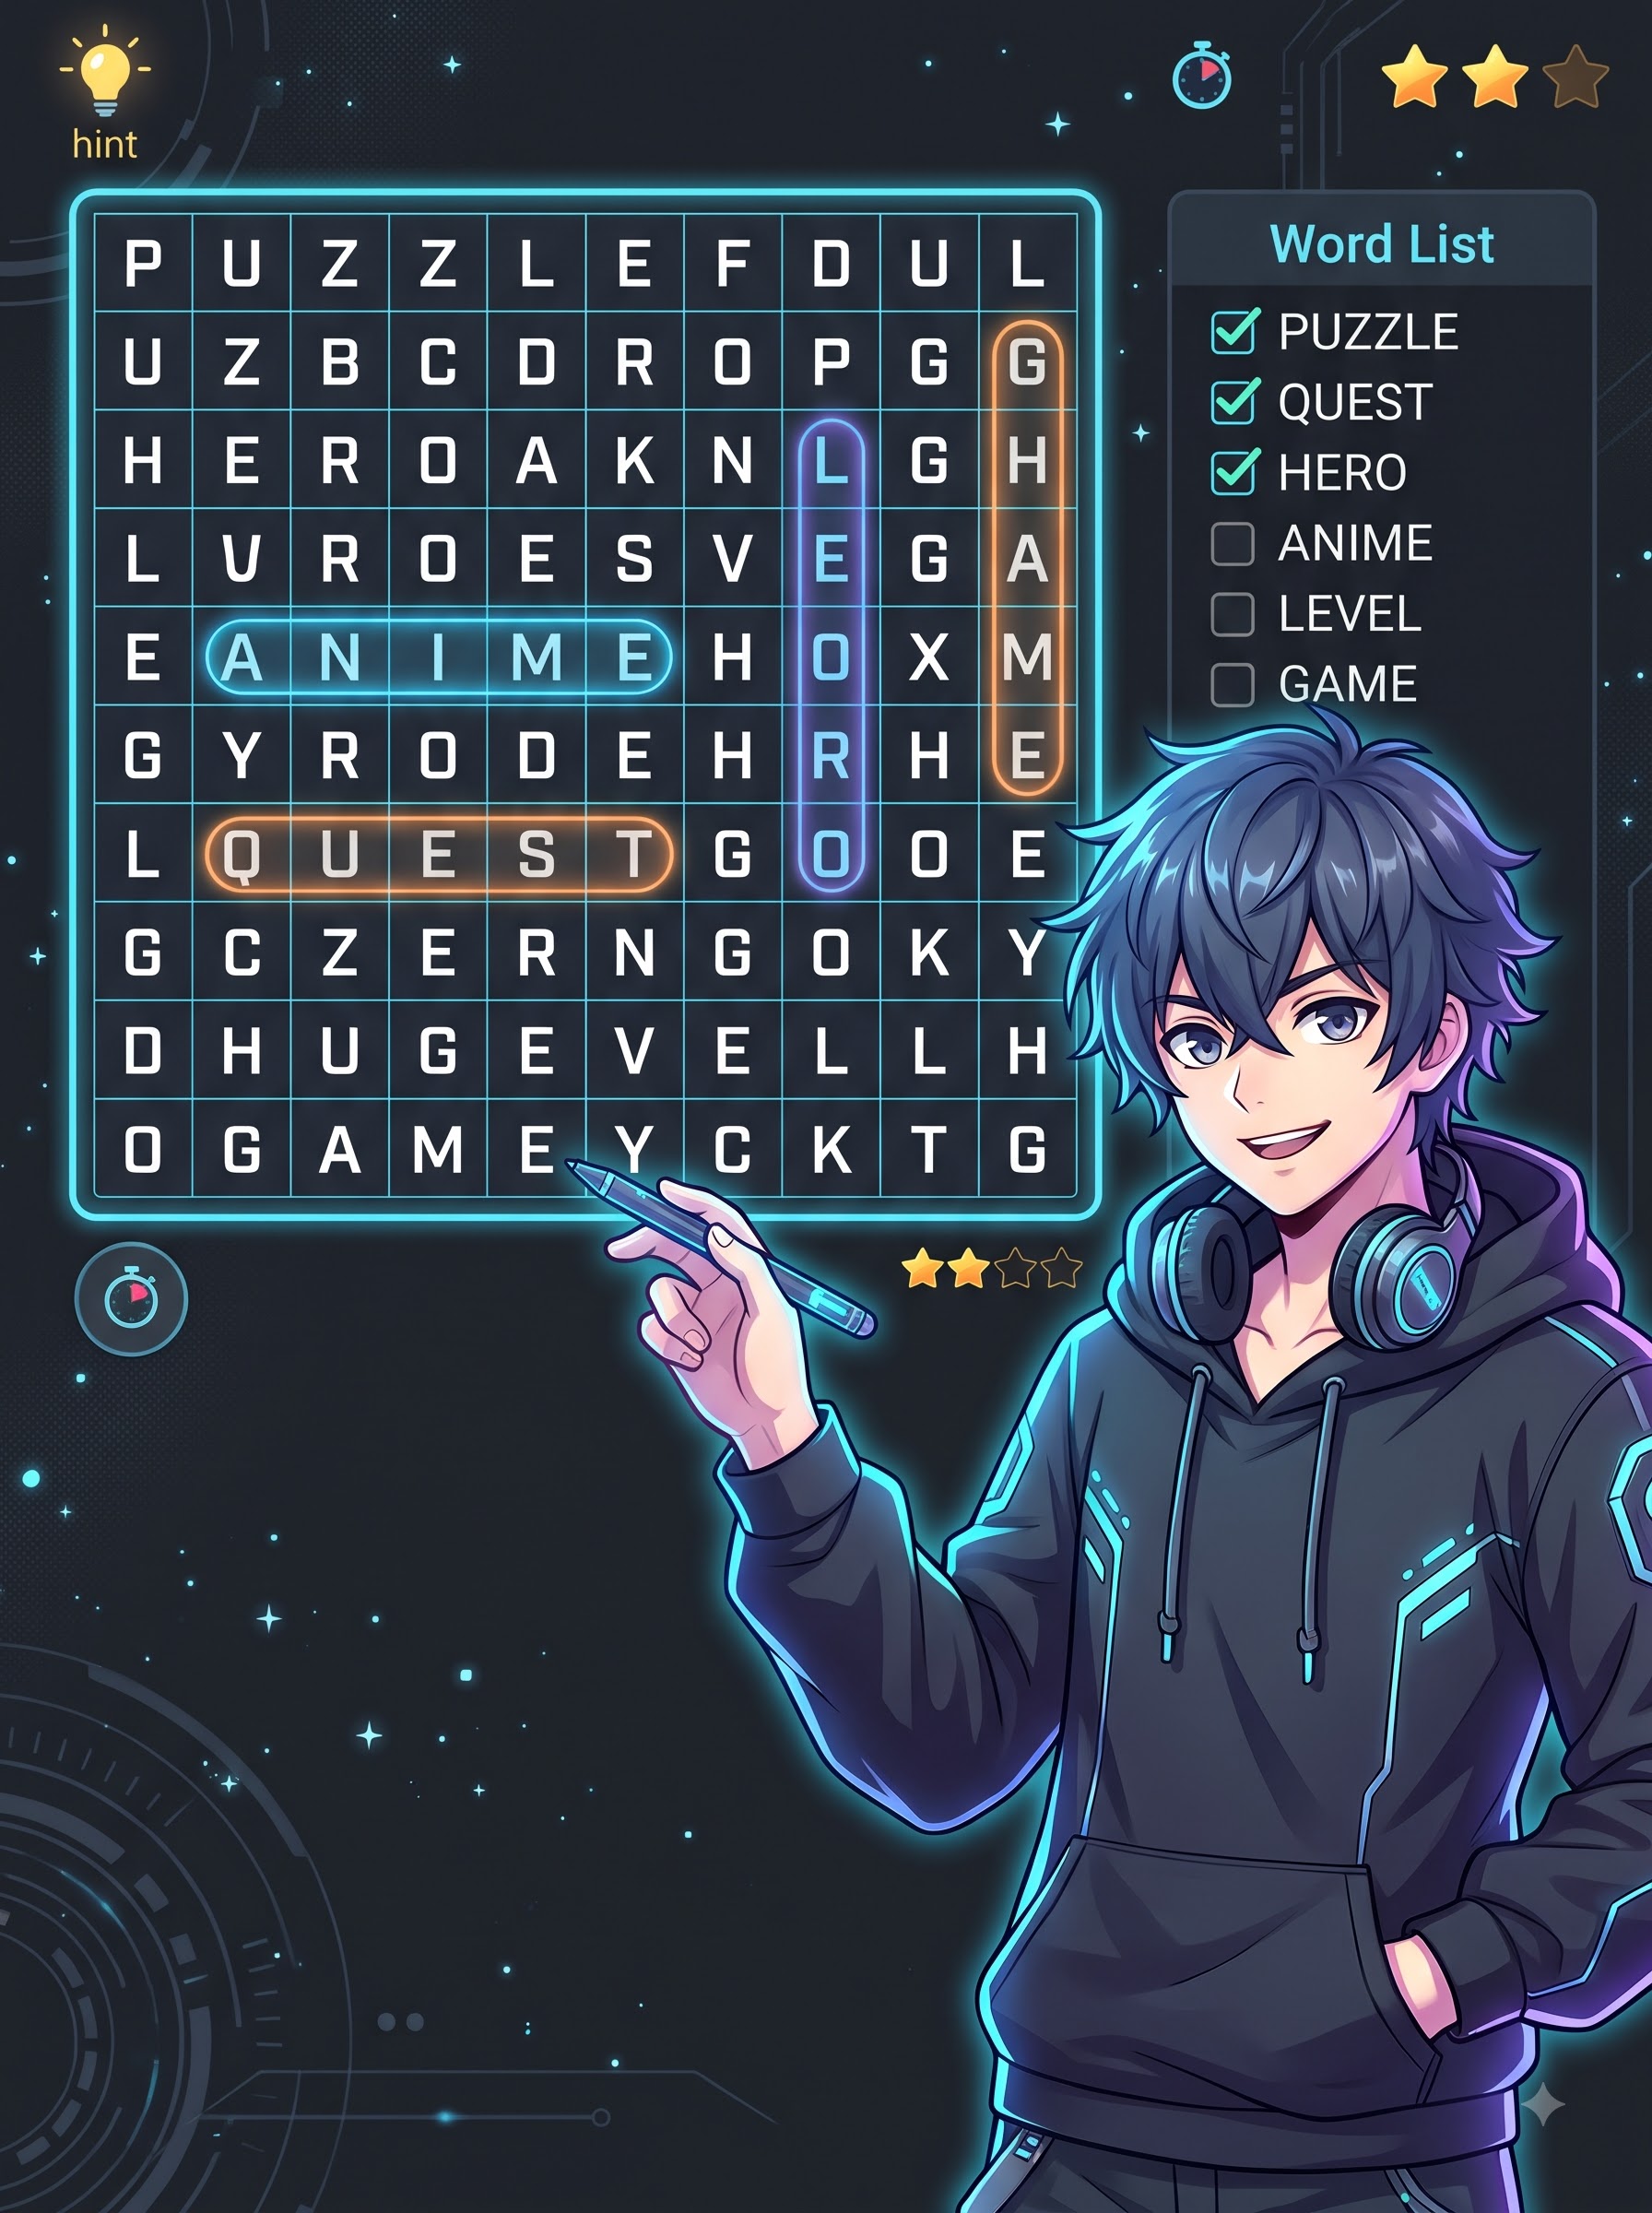 hint
P U Z Z L E F D U L
U Z B C D R O P G G
H E R O A K N L G H
L U R O E S V E G A
E A N I M E H O X M
G Y R O D E H R H E
L Q U E S T G O O E
G C Z E R N G O K Y
D H U G E V E L L H
O G A M E Y C K T G
Word List
PUZZLE
QUEST
HERO
ANIME
LEVEL
GAME